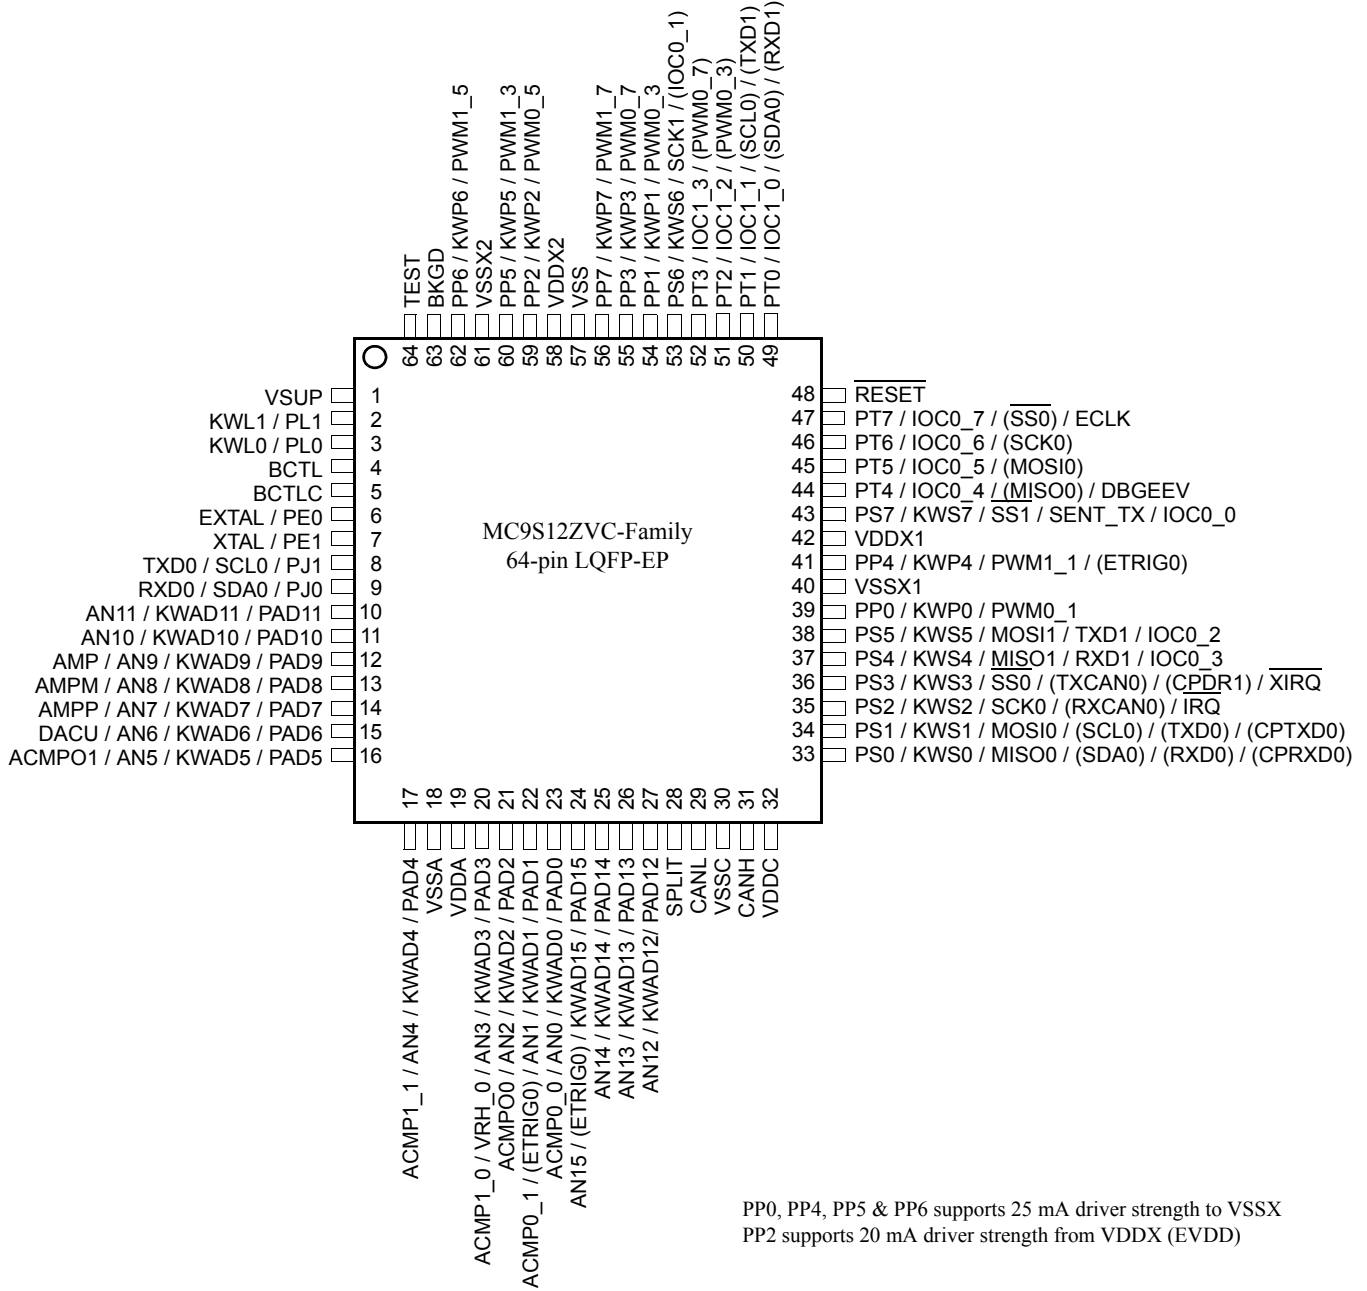 TEST
BKGD
PP6 / KWP6 / PWM1_5
VSSX2
PP5 / KWP5 / PWM1_3
PP2 / KWP2 / PWM0_5
VDDX2
VSS
PP7 / KWP7 / PWM1_7
PP3 / KWP3 / PWM0_7
PP1 / KWP1 / PWM0_3
PS6 / KWS6 / SCK1 / (IOC0_1)
PT3 / IOC1_3 / (PWM0_7)
PT2 / IOC1_2 / (PWM0_3)
PT1 / IOC1_1 / (SCL0) / (TXD1)
PT0 / IOC1_0 / (SDA0) / (RXD1)
64 63 62 61 60 59 58 57 56 55 54 53 52 51 50 49
VSUP 1
KWL1 / PL1 2
KWL0 / PL0 3
BCTL 4
BCTLC 5
EXTAL / PE0 6
XTAL / PE1 7
TXD0 / SCL0 / PJ1 8
RXD0 / SDA0 / PJ0 9
AN11 / KWAD11 / PAD11 10
AN10 / KWAD10 / PAD10 11
AMP / AN9 / KWAD9 / PAD9 12
AMPM / AN8 / KWAD8 / PAD8 13
AMPP / AN7 / KWAD7 / PAD7 14
DACU / AN6 / KWAD6 / PAD6 15
ACMPO1 / AN5 / KWAD5 / PAD5 16
MC9S12ZVC-Family
64-pin LQFP-EP
48 RESET
47 PT7 / IOC0_7 / (SS0) / ECLK
46 PT6 / IOC0_6 / (SCK0)
45 PT5 / IOC0_5 / (MOSI0)
44 PT4 / IOC0_4 / (MISO0) / DBGEEV
43 PS7 / KWS7 / SS1 / SENT_TX / IOC0_0
42 VDDX1
41 PP4 / KWP4 / PWM1_1 / (ETRIG0)
40 VSSX1
39 PP0 / KWP0 / PWM0_1
38 PS5 / KWS5 / MOSI1 / TXD1 / IOC0_2
37 PS4 / KWS4 / MISO1 / RXD1 / IOC0_3
36 PS3 / KWS3 / SS0 / (TXCAN0) / (CPDR1) / XIRQ
35 PS2 / KWS2 / SCK0 / (RXCAN0) / IRQ
34 PS1 / KWS1 / MOSI0 / (SCL0) / (TXD0) / (CPTXD0)
33 PS0 / KWS0 / MISO0 / (SDA0) / (RXD0) / (CPRXD0)
17 18 19 20 21 22 23 24 25 26 27 28 29 30 31 32
ACMP1_1 / AN4 / KWAD4 / PAD4
VSSA
VDDA
ACMP1_0 / VRH_0 / AN3 / KWAD3 / PAD3
ACMPO0 / AN2 / KWAD2 / PAD2
ACMP0_1 / (ETRIG0) / AN1 / KWAD1 / PAD1
ACMP0_0 / AN0 / KWAD0 / PAD0
AN15 / (ETRIG0) / KWAD15 / PAD15
AN14 / KWAD14 / PAD14
AN13 / KWAD13 / PAD13
AN12 / KWAD12/ PAD12
SPLIT
CANL
VSSC
CANH
VDDC
PP0, PP4, PP5 & PP6 supports 25 mA driver strength to VSSX
PP2 supports 20 mA driver strength from VDDX (EVDD)